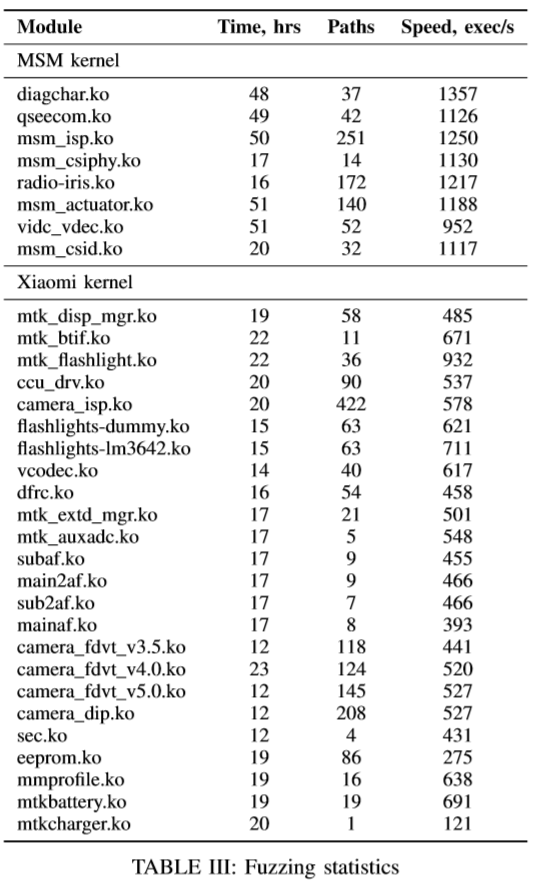 Module Time, hrs Paths Speed, exec/s
MSM kernel
diagchar.ko 48 37 1357
qseecom.ko 49 42 1126
msm_isp.ko 50 251 1250
msm_csiphy.ko 17 14 1130
radio-iris.ko 16 172 1217
msm_actuator.ko 51 140 1188
vidc_vdec.ko 51 52 952
msm_csid.ko 20 32 1117
Xiaomi kernel
mtk_disp_mgr.ko 19 58 485
mtk_btif.ko 22 11 671
mtk_flashlight.ko 22 36 932
ccu_drv.ko 20 90 537
camera_isp.ko 20 422 578
flashlights-dummy.ko 15 63 621
flashlights-lm3642.ko 15 63 711
vcodec.ko 14 40 617
dfrc.ko 16 54 458
mtk_extd_mgr.ko 17 21 501
mtk_auxadc.ko 17 5 548
subaf.ko 17 9 455
main2af.ko 17 9 466
sub2af.ko 17 7 466
mainaf.ko 17 8 393
camera_fdvt_v3.5.ko 12 118 441
camera_fdvt_v4.0.ko 23 124 520
camera_fdvt_v5.0.ko 12 145 527
camera_dip.ko 12 208 527
sec.ko 12 4 431
eeprom.ko 19 86 275
mmprofile.ko 19 16 638
mtkbattery.ko 19 19 691
mtkcharger.ko 20 1 121
TABLE III: Fuzzing statistics